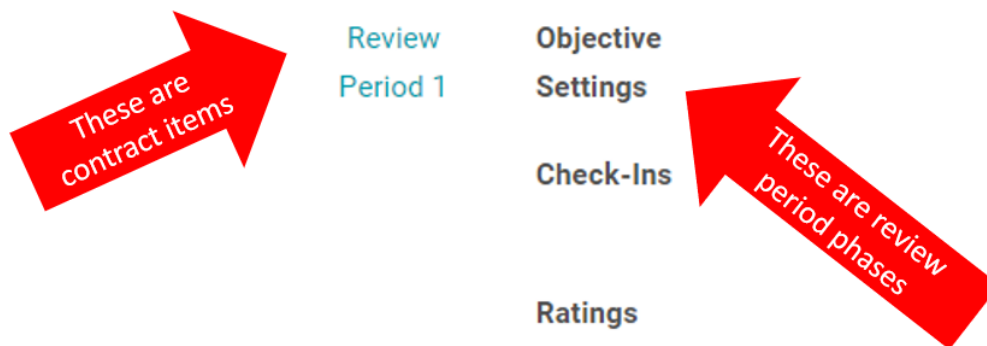 Review
Period 1
Objective
Settings
Check-Ins
Ratings
These are
contract items
These are review
period phases